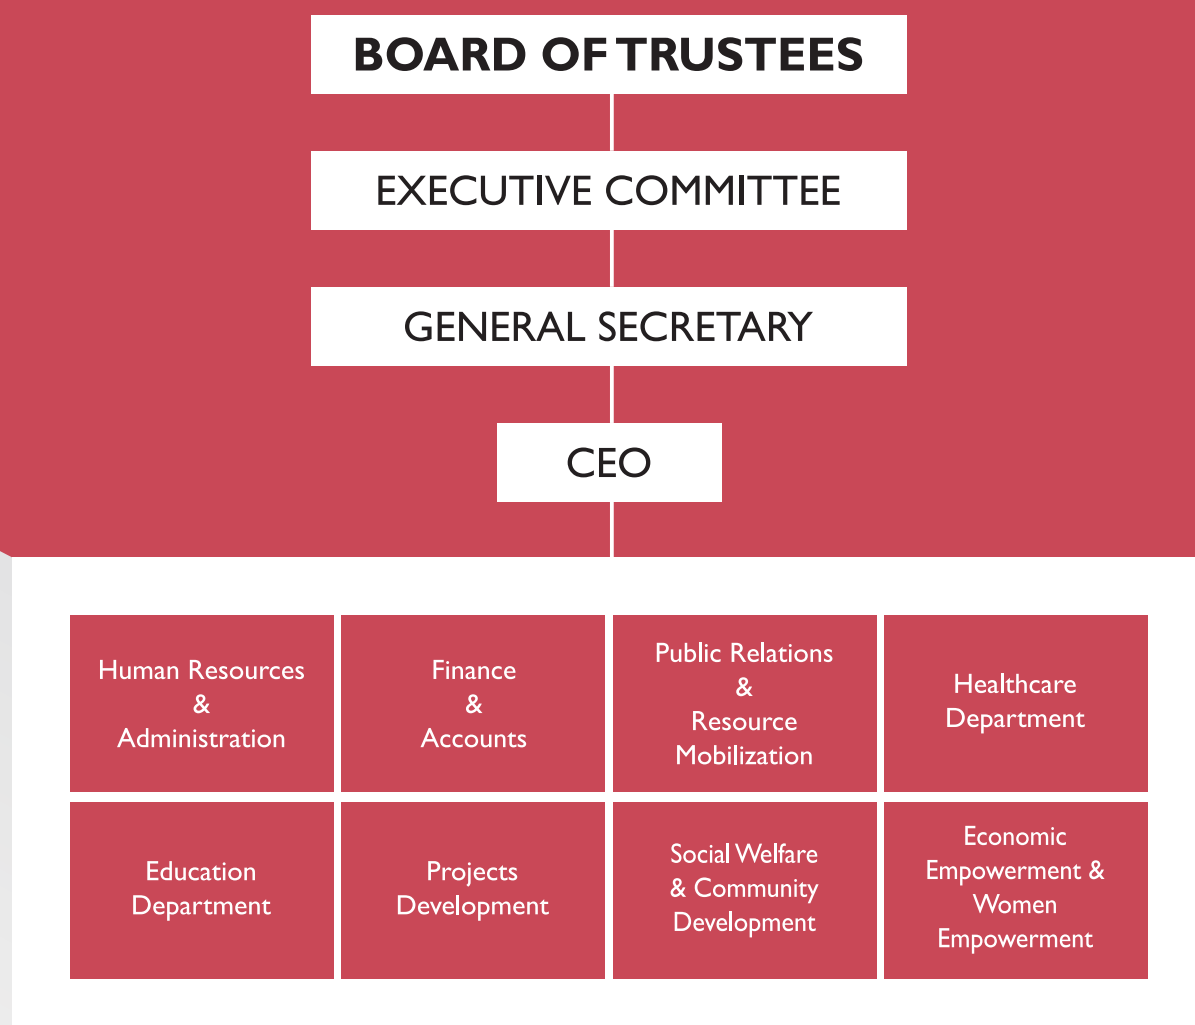 BOARD OF TRUSTEES
EXECUTIVE COMMITTEE
GENERAL SECRETARY
CEO
Human Resources
&
Administration
Finance
&
Accounts
Public Relations
&
Resource
Mobilization
Healthcare
Department
Education
Department
Projects
Development
Social Welfare
& Community
Development
Economic
Empowerment &
Women
Empowerment